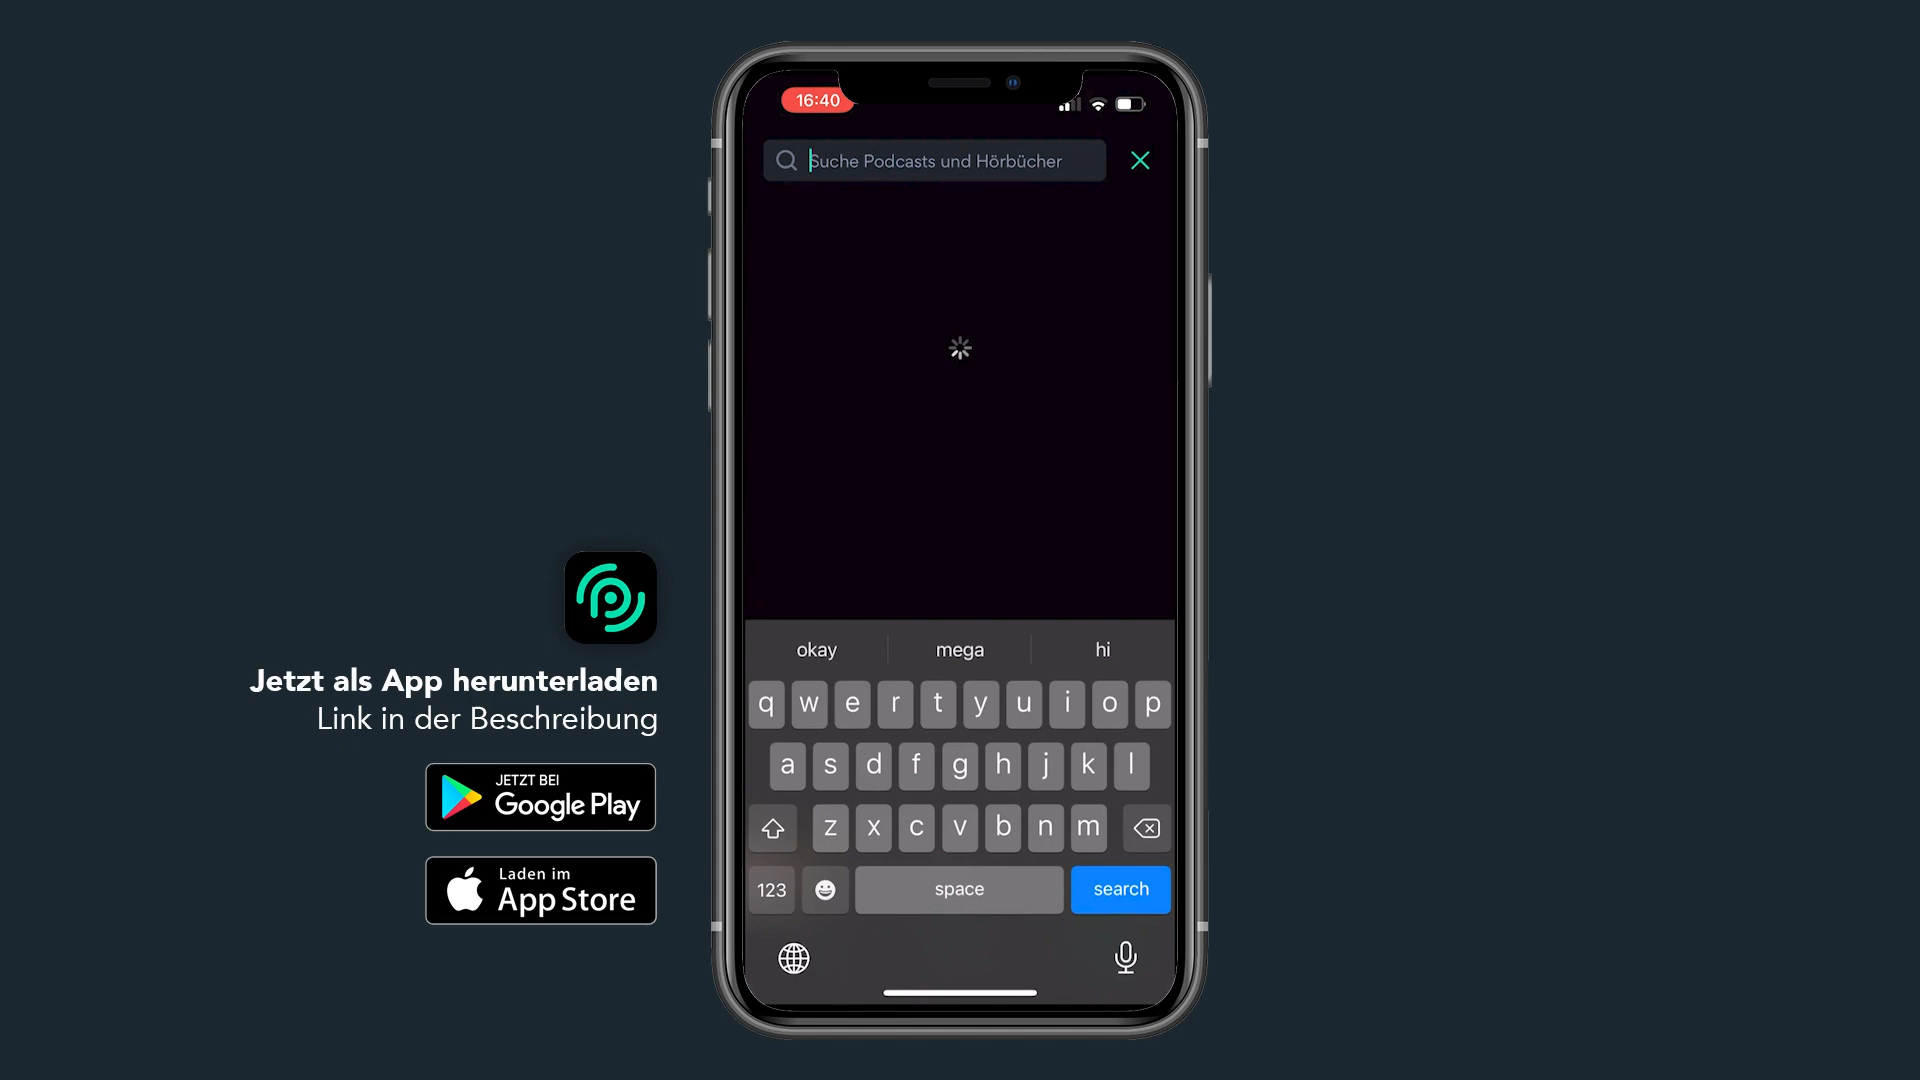 16:40
Suche Podcasts und Hörbücher
okay mega hi
q w e r t y u i o p
a s d f g h j k l
z x c v b n m
123 space search
Jetzt als App herunterladen
Link in der Beschreibung
JETZT BEI
Google Play
Laden im
App Store